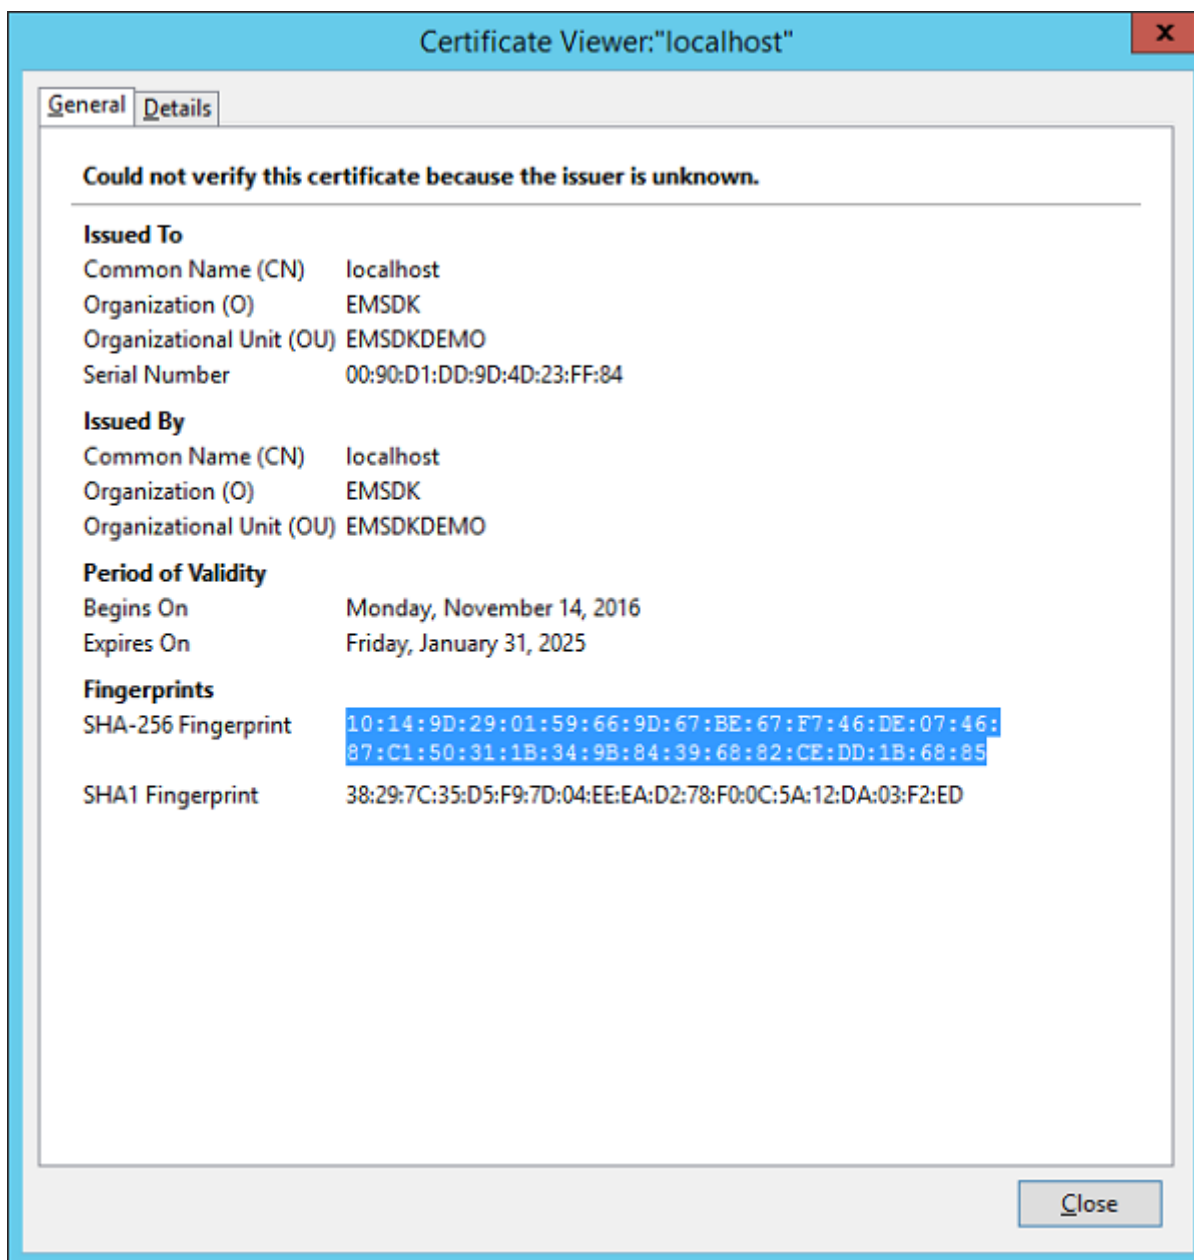 Certificate Viewer:"localhost"
x
General Details
Could not verify this certificate because the issuer is unknown.
Issued To
Common Name (CN) localhost
Organization (O) EMSDK
Organizational Unit (OU) EMSDKDEMO
Serial Number 00:90:D1:DD:9D:4D:23:FF:84
Issued By
Common Name (CN) localhost
Organization (O) EMSDK
Organizational Unit (OU) EMSDKDEMO
Period of Validity
Begins On Monday, November 14, 2016
Expires On Friday, January 31, 2025
Fingerprints
SHA-256 Fingerprint 10:14:9D:29:01:59:66:9D:67:BE:67:F7:46:DE:07:46:
87:C1:50:31:1B:34:9B:84:39:68:82:CE:DD:1B:68:85
SHA1 Fingerprint 38:29:7C:35:D5:F9:7D:04:EE:EA:D2:78:F0:0C:5A:12:DA:03:F2:ED
Close